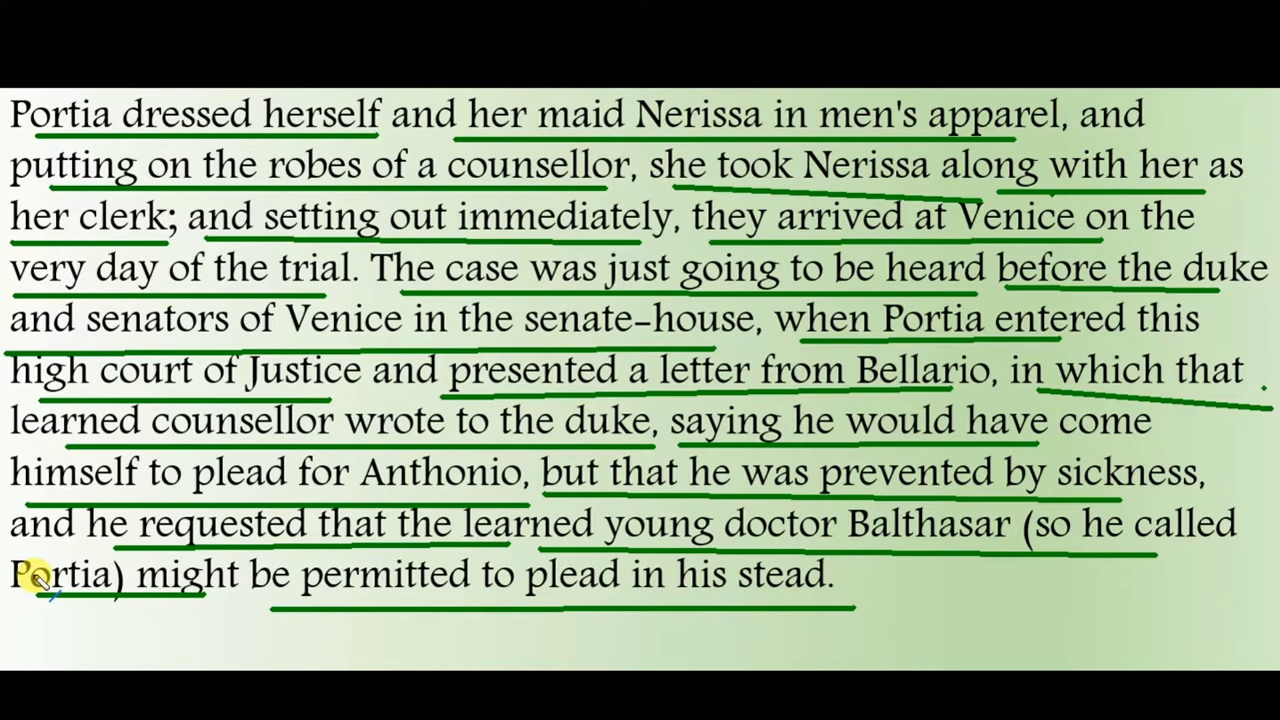 Portia dressed herself and her maid Nerissa in men's apparel, and
putting on the robes of a counsellor, she took Nerissa along with her as
her clerk; and setting out immediately, they arrived at Venice on the
very day of the trial. The case was just going to be heard before the duke
and senators of Venice in the senate-house, when Portia entered this
high court of Justice and presented a letter from Bellario, in which that
learned counsellor wrote to the duke, saying he would have come
himself to plead for Anthonio, but that he was prevented by sickness,
and he requested that the learned young doctor Balthasar (so he called
Portia) might be permitted to plead in his stead.